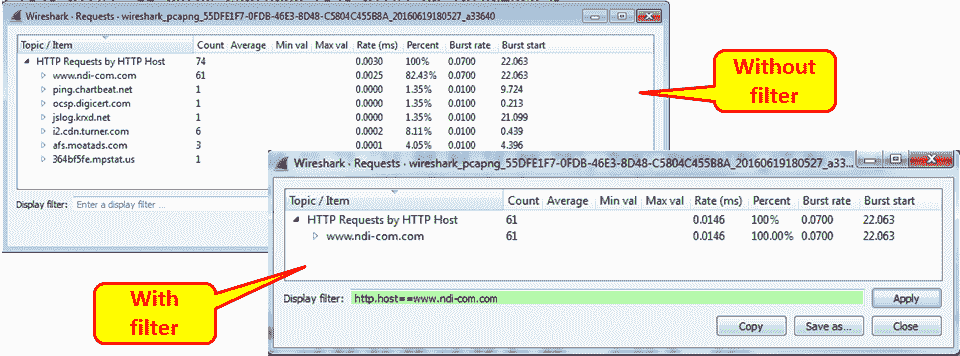 Wireshark · Requests · wireshark_pcapng_55DFE1F7-0FDB-46E3-8D48-C5804C455B8A_20160619180527_a33640
Topic / Item Count Average Min val Max val Rate (ms) Percent Burst rate Burst start
HTTP Requests by HTTP Host 74 0.0030 100% 0.0700 22.063
www.ndi-com.com 61 0.0025 82.43% 0.0700 22.063
ping.chartbeat.net 1 0.0000 1.35% 0.0100 9.724
ocsp.digicert.com 1 0.0000 1.35% 0.0100 0.213
jslog.krxd.net 1 0.0000 1.35% 0.0100 21.099
i2.cdn.turner.com 6 0.0002 8.11% 0.0100 0.439
afs.moatads.com 3 0.0001 4.05% 0.0100 4.396
364bf5fe.mpstat.us 1
Display filter: Enter a display filter ...
Without
filter
Wireshark · Requests · wireshark_pcapng_55DFE1F7-0FDB-46E3-8D48-C5804C455B8A_20160619180527_a33...
Topic / Item Count Average Min val Max val Rate (ms) Percent Burst rate Burst start
HTTP Requests by HTTP Host 61 0.0146 100% 0.0700 22.063
www.ndi-com.com 61 0.0146 100.00% 0.0700 22.063
With
filter
Display filter: http.host==www.ndi-com.com Apply
Copy Save as... Close